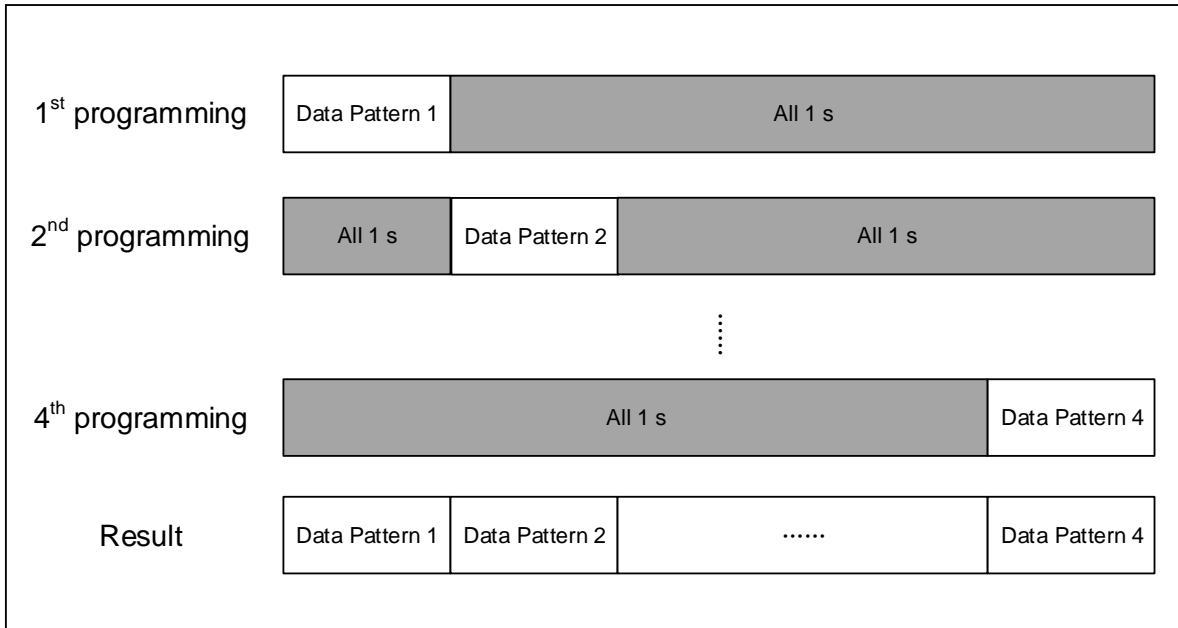 1st programming
Data Pattern 1
All 1 s
2nd programming
All 1 s
Data Pattern 2
All 1 s
4th programming
All 1 s
Data Pattern 4
Result
Data Pattern 1
Data Pattern 2
......
Data Pattern 4